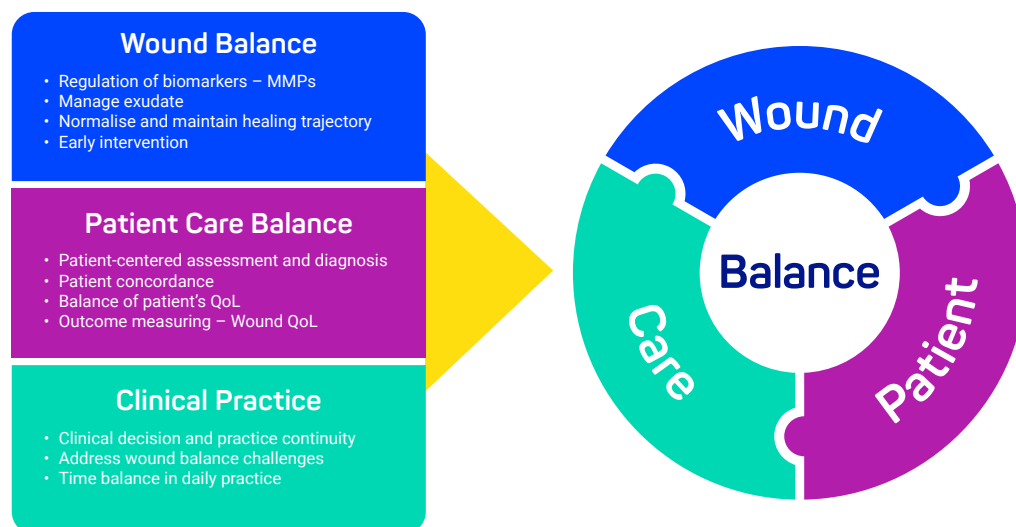 Wound Balance
• Regulation of biomarkers – MMPs
• Manage exudate
• Normalise and maintain healing trajectory
• Early intervention
Patient Care Balance
• Patient-centered assessment and diagnosis
• Patient concordance
• Balance of patient's QoL
• Outcome measuring – Wound QoL
Clinical Practice
• Clinical decision and practice continuity
• Address wound balance challenges
• Time balance in daily practice
Wound
Balance
Patient
Care